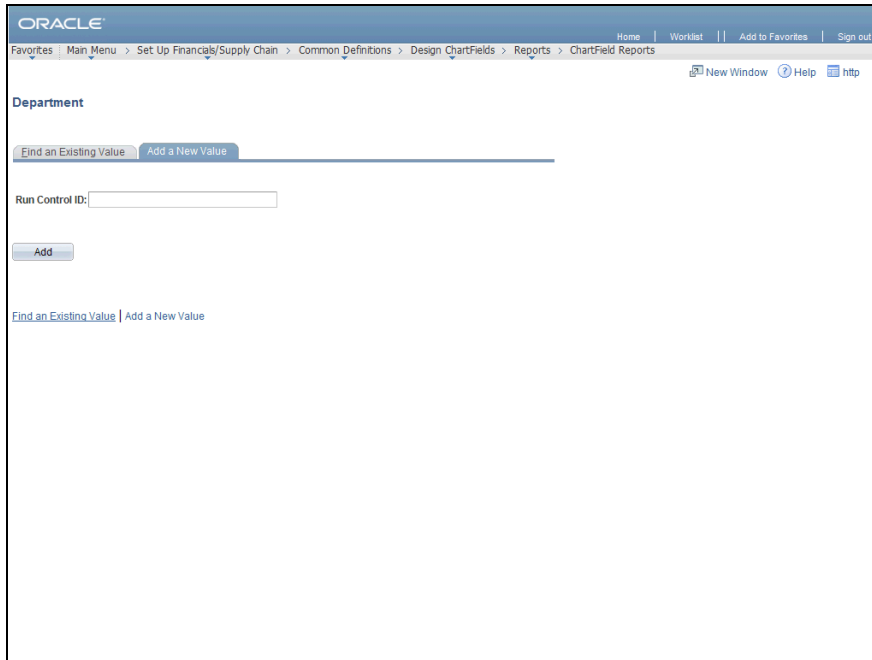 ORACLE
Home | Worklist || Add to Favorites | Sign out
Favorites Main Menu > Set Up Financials/Supply Chain > Common Definitions > Design ChartFields > Reports > ChartField Reports
New Window ? Help http
Department
Find an Existing Value Add a New Value
Run Control ID:
Add
Find an Existing Value | Add a New Value